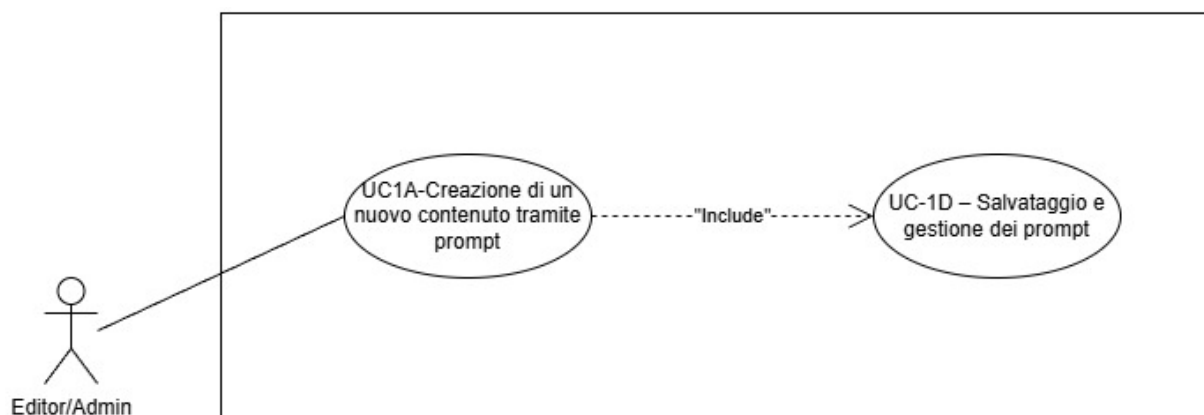 UC1A-Creazione di un
nuovo contenuto tramite
prompt
"Include"
UC-1D – Salvataggio e
gestione dei prompt
Editor/Admin